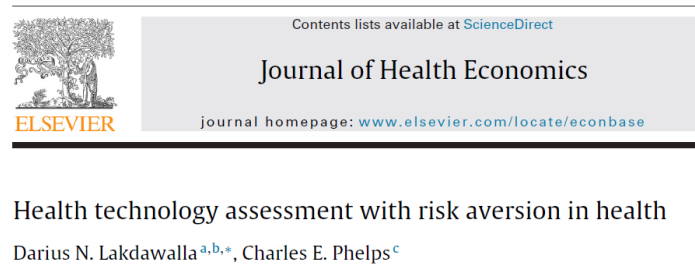 Contents lists available at ScienceDirect
Journal of Health Economics
ELSEVIER
journal homepage: www.elsevier.com/locate/econbase
Health technology assessment with risk aversion in health
Darius N. Lakdawalla a,b,*, Charles E. Phelps c